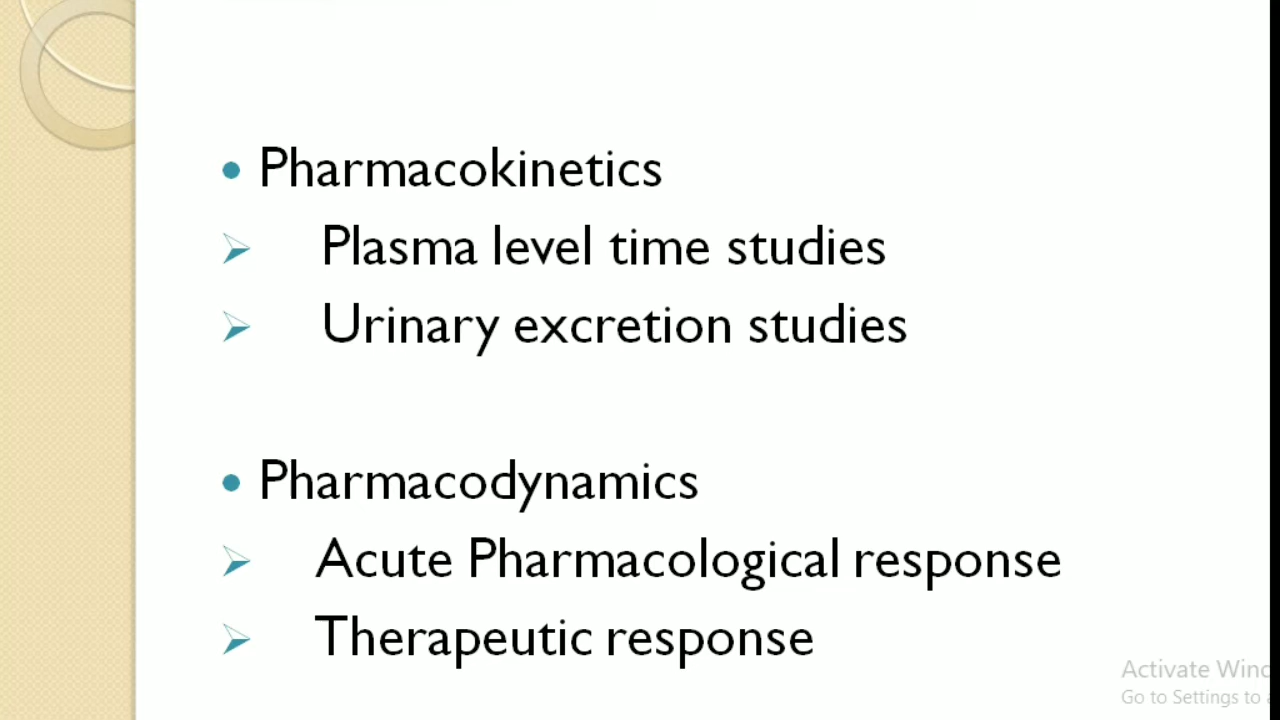 Pharmacokinetics
Plasma level time studies
Urinary excretion studies
Pharmacodynamics
Acute Pharmacological response
Therapeutic response
Activate Wind
Go to Settings to a